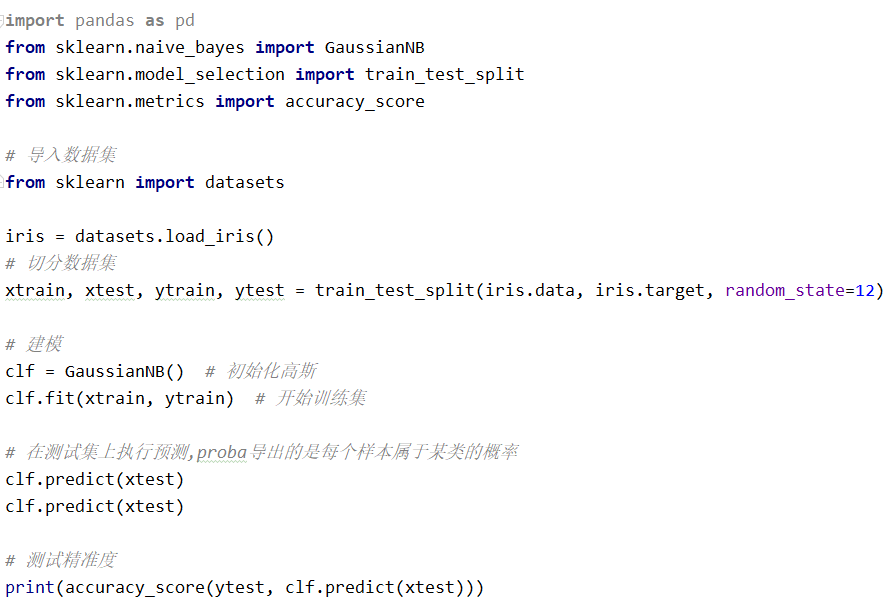 import pandas as pd
from sklearn.naive_bayes import GaussianNB
from sklearn.model_selection import train_test_split
from sklearn.metrics import accuracy_score
# 导入数据集
from sklearn import datasets
iris = datasets.load_iris()
# 切分数据集
xtrain, xtest, ytrain, ytest = train_test_split(iris.data, iris.target, random_state=12)
# 建模
clf = GaussianNB()  # 初始化高斯
clf.fit(xtrain, ytrain)  # 开始训练集
# 在测试集上执行预测,proba导出的是每个样本属于某类的概率
clf.predict(xtest)
clf.predict(xtest)
# 测试精准度
print(accuracy_score(ytest, clf.predict(xtest)))